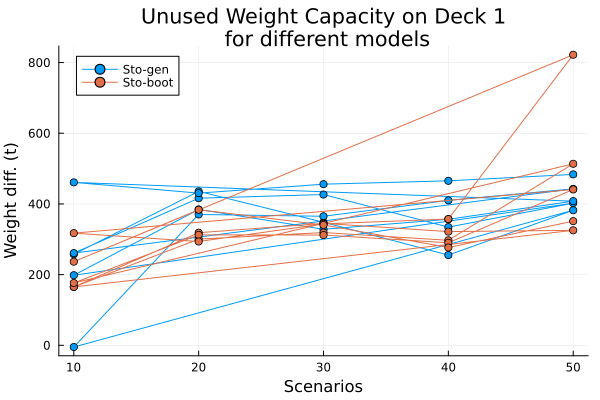 Unused Weight Capacity on Deck 1
for different models
Sto-gen
Sto-boot
Weight diff. (t)
800
600
400
200
0
10
20
30
40
50
Scenarios